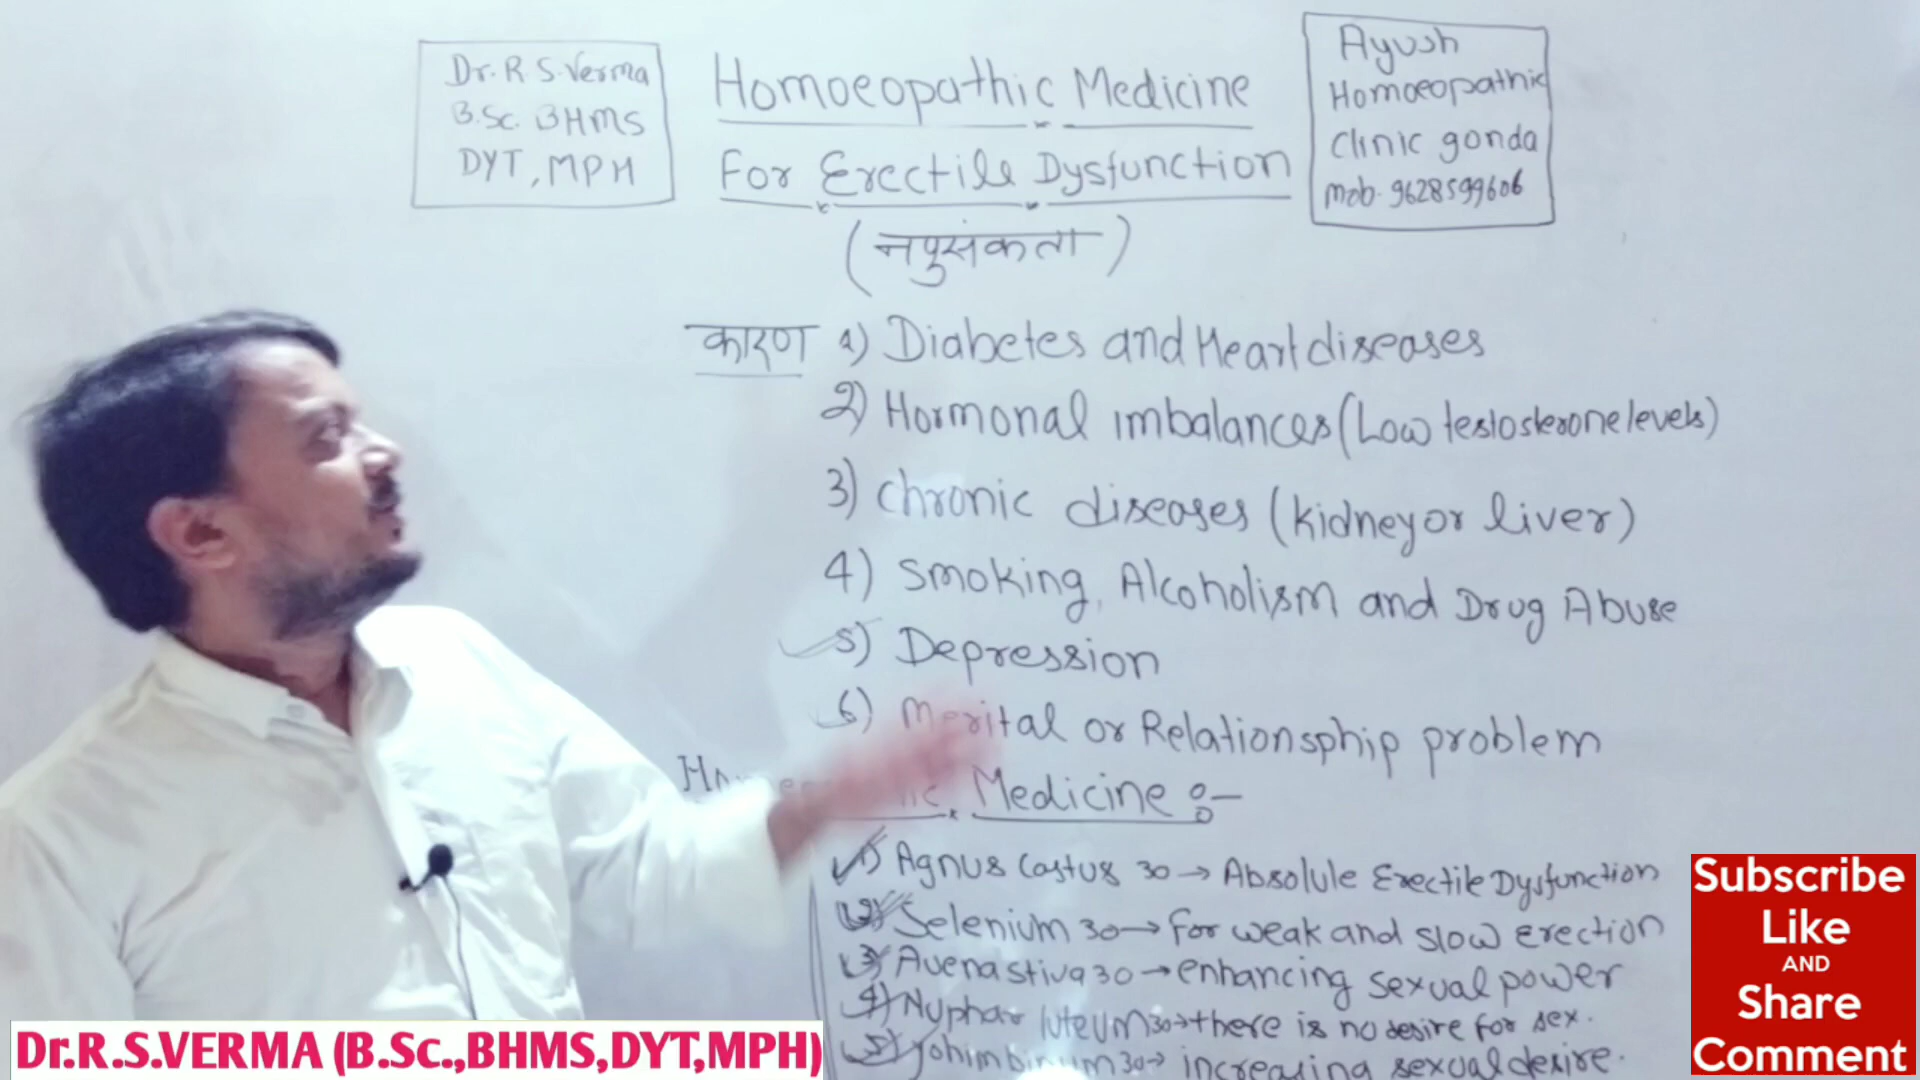 Dr. R. S. Verma
B.Sc. BHMS
DYT, MPH
Homoeopathic Medicine
For Erectile Dysfunction
(नपुसंकता)
Ayush
Homoeopathic
Clinic gonda
Mob. 9628599606
कारण 1) Diabetes and Heart diseases
2) Hormonal imbalances (Low testosterone levels)
3) chronic diseases (kidney or liver)
4) Smoking, Alcoholism and Drug Abuse
5) Depression
6) Merital or Relationsphip problem
Medicine :-
1) Agnus Castus 30 → Absolule Erectile Dysfunction
2) Selenium 30 → For weak and slow erection
3) Avena stiva 30 → enhancing sexual power
4) Nuphar luteum 30 → there is no desire for sex.
5) Yohimbinum 30 → increasing sexual desire.
Dr.R.S.VERMA (B.Sc.,BHMS,DYT,MPH)
Subscribe
Like
AND
Share
Comment